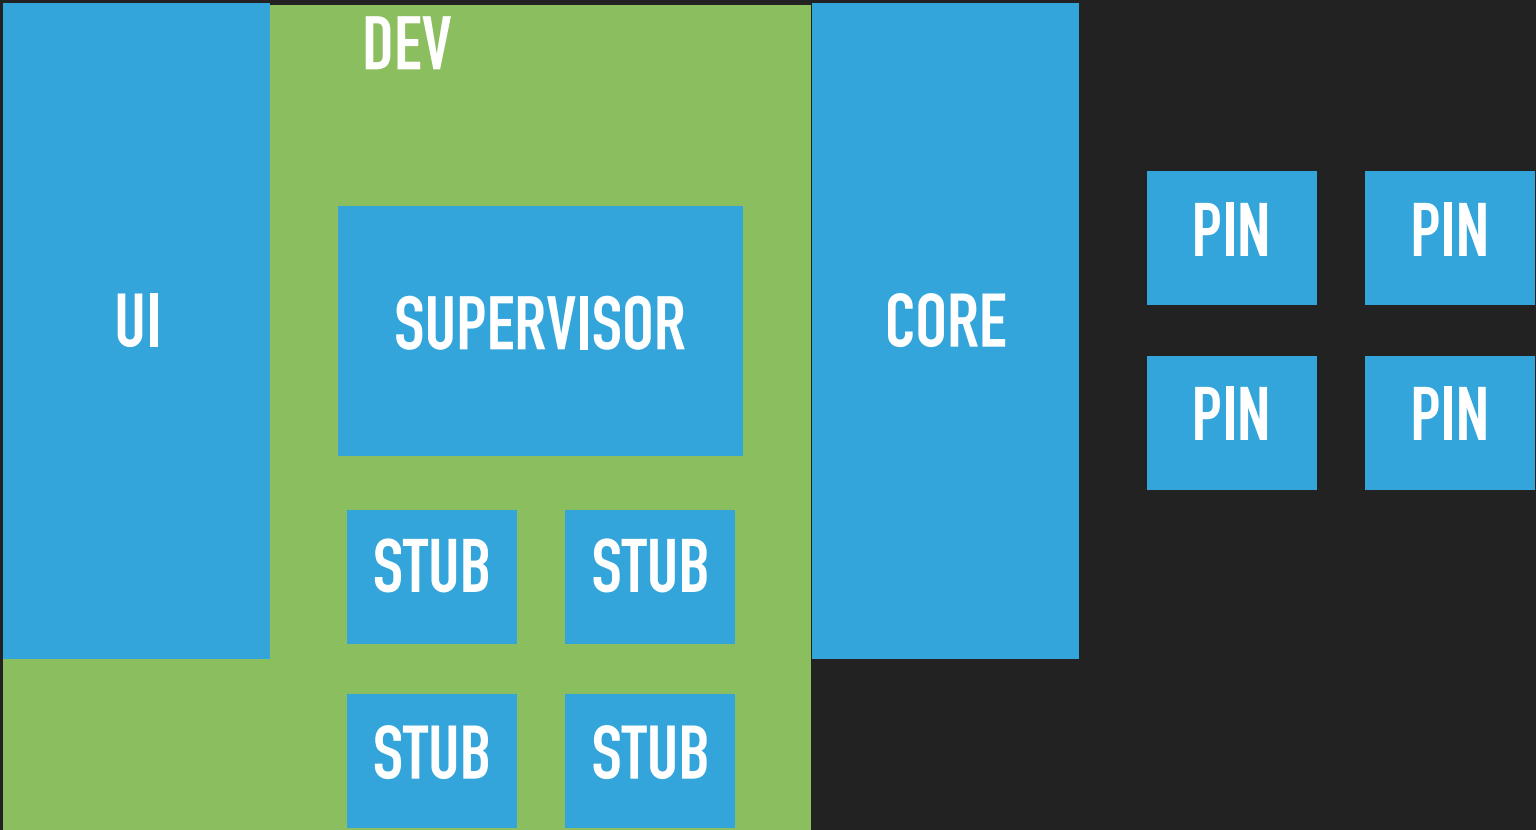 DEV
UI
SUPERVISOR
CORE
PIN
PIN
PIN
PIN
STUB
STUB
STUB
STUB